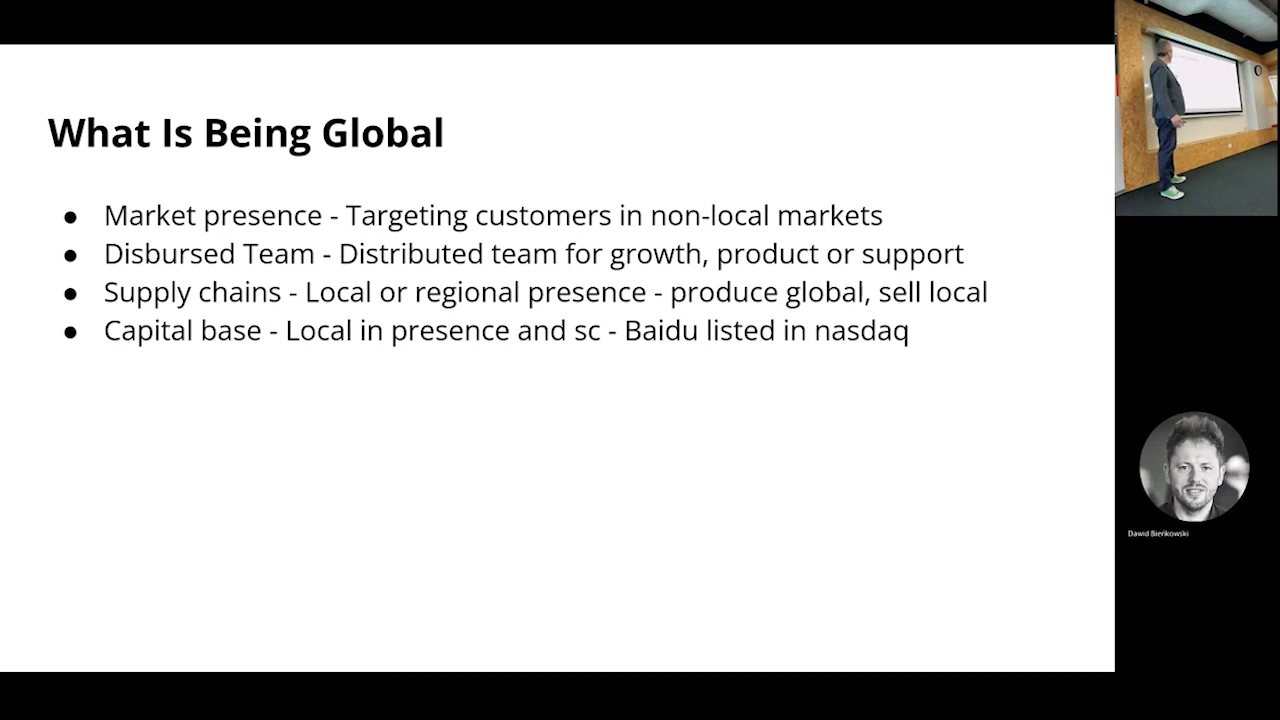 What Is Being Global
● Market presence - Targeting customers in non-local markets
● Disbursed Team - Distributed team for growth, product or support
● Supply chains - Local or regional presence - produce global, sell local
● Capital base - Local in presence and sc - Baidu listed in nasdaq
Dawid Bieńkowski